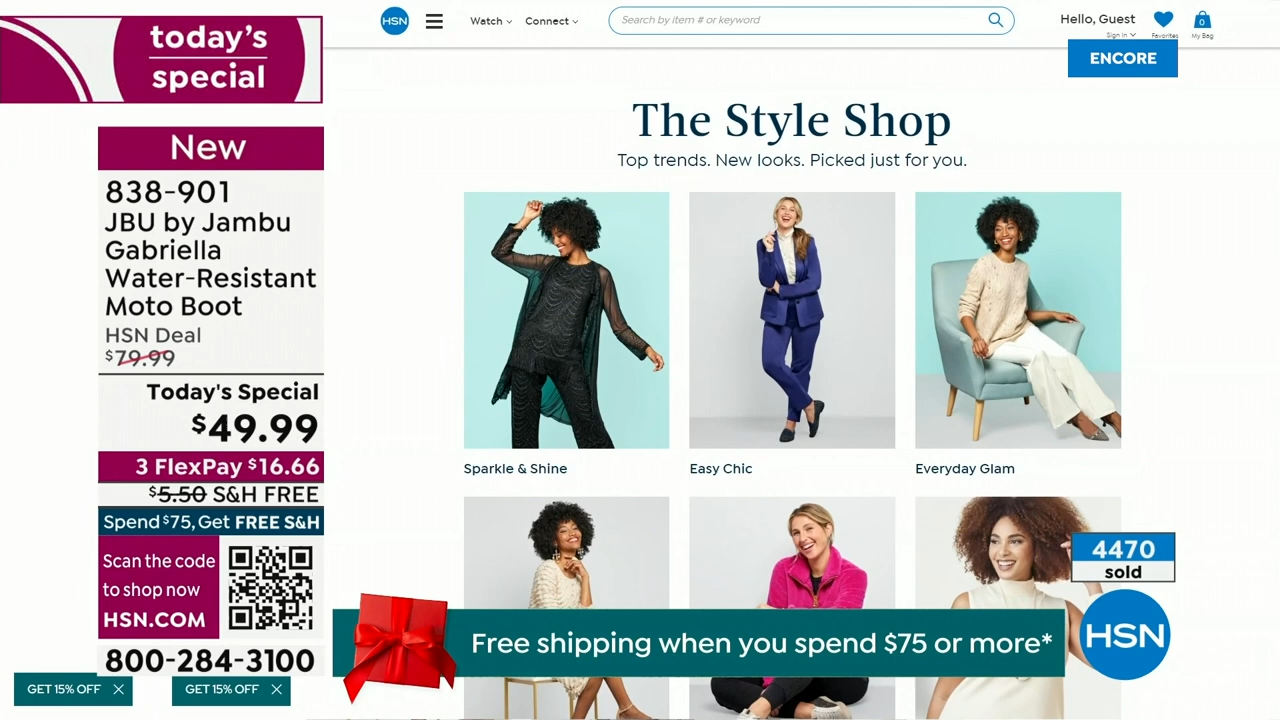 today's
special
New
838-901
JBU by Jambu
Gabriella
Water-Resistant
Moto Boot
HSN Deal
$79.99
Today's Special
$49.99
3 FlexPay $16.66
$5.50 S&H FREE
Spend $75, Get FREE S&H
Scan the code
to shop now
HSN.COM
800-284-3100
GET 15% OFF
GET 15% OFF
HSN
Watch
Connect
Search by item # or keyword
Hello, Guest
Sign In
Favorites
0
My Bag
ENCORE
The Style Shop
Top trends. New looks. Picked just for you.
Sparkle & Shine
Easy Chic
Everyday Glam
4470
sold
Free shipping when you spend $75 or more*
HSN